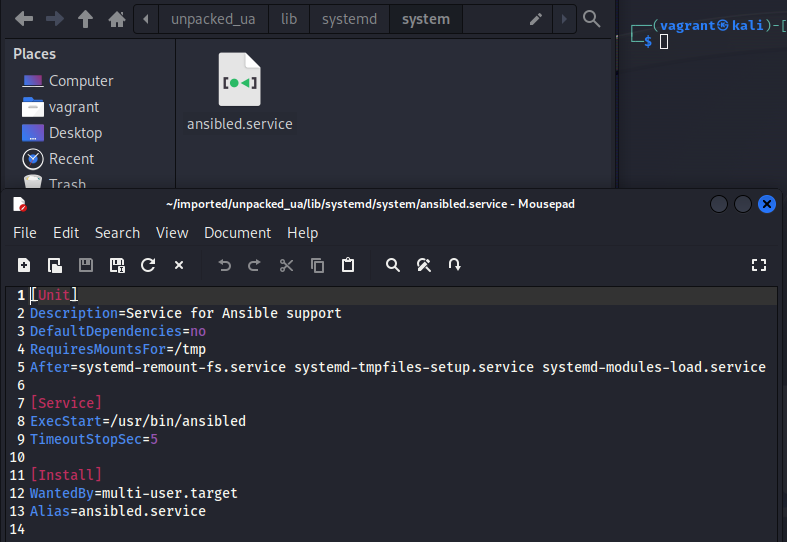 unpacked_ua lib systemd system
Places
Computer
vagrant
Desktop
Recent
Trash
ansibled.service
(vagrant㉿kali)-[
$
~/imported/unpacked_ua/lib/systemd/system/ansibled.service - Mousepad
File Edit Search View Document Help
1 [Unit]
2 Description=Service for Ansible support
3 DefaultDependencies=no
4 RequiresMountsFor=/tmp
5 After=systemd-remount-fs.service systemd-tmpfiles-setup.service systemd-modules-load.service
6
7 [Service]
8 ExecStart=/usr/bin/ansibled
9 TimeoutStopSec=5
10
11 [Install]
12 WantedBy=multi-user.target
13 Alias=ansibled.service
14